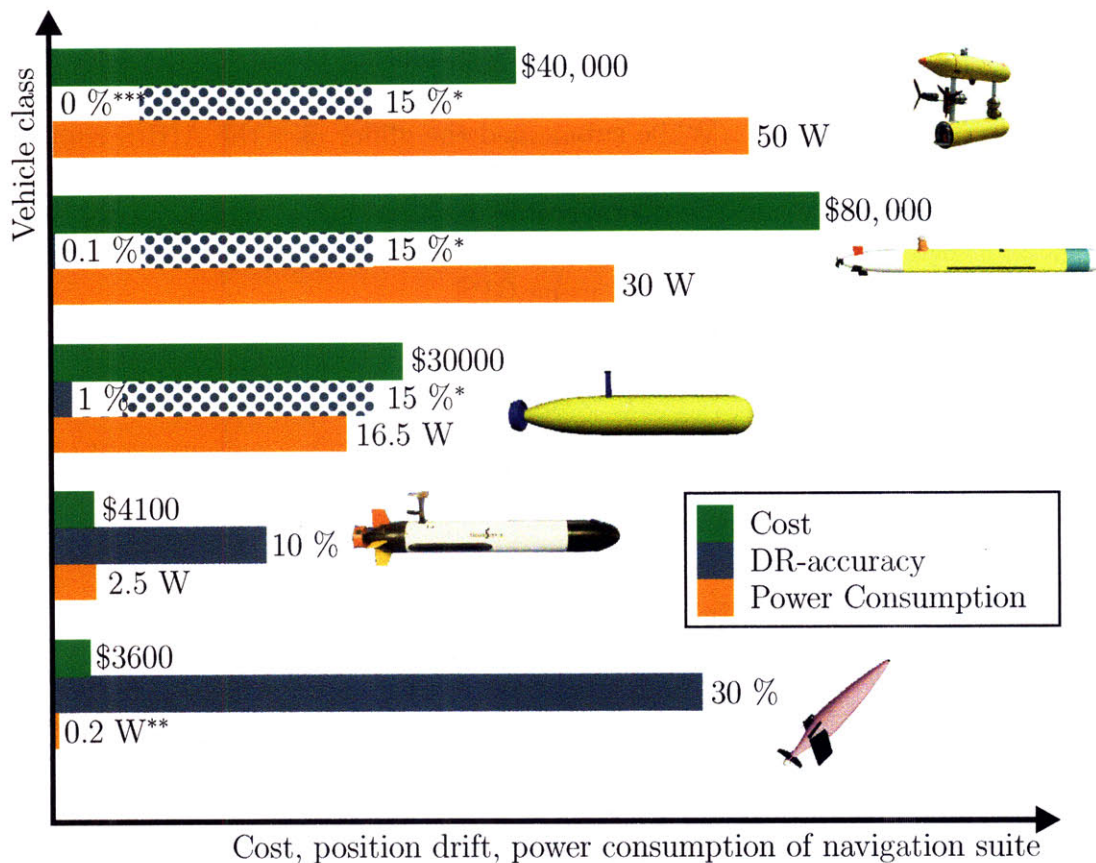 Vehicle class
$40,000
0 %***
15 %*
50 W
$80,000
0.1 %
15 %*
30 W
$30000
1 %
15 %*
16.5 W
$4100
10 %
2.5 W
Cost
DR-accuracy
Power Consumption
$3600
30 %
0.2 W**
Cost, position drift, power consumption of navigation suite